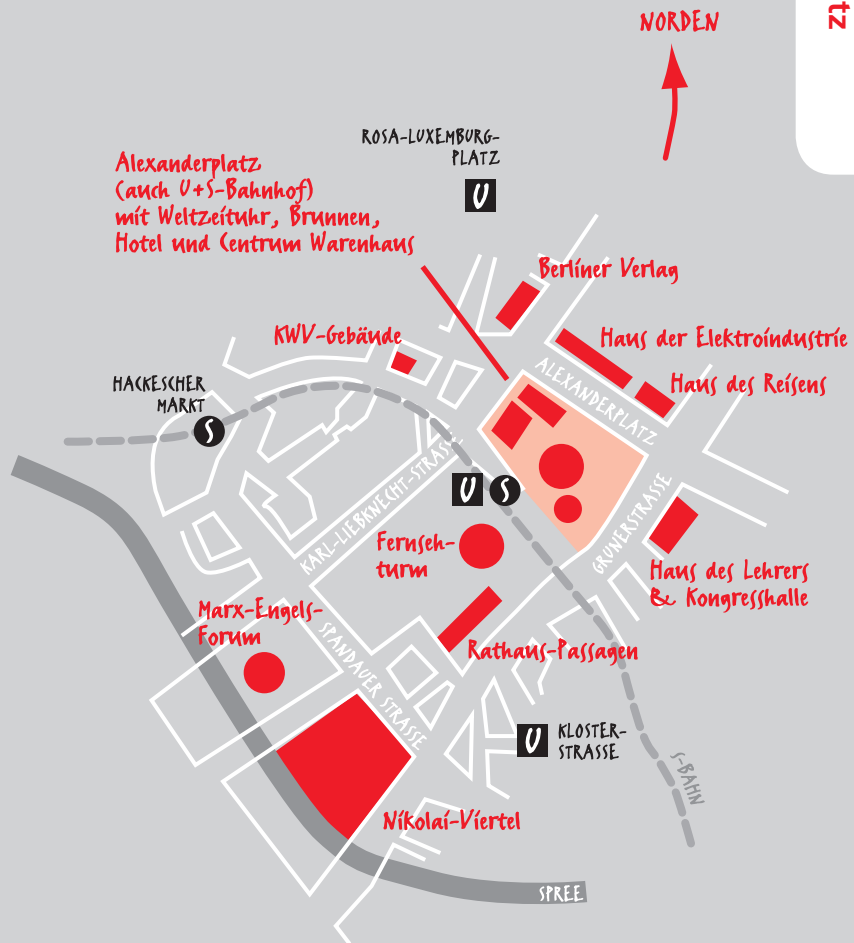 tz
NORDEN
ROSA-LUXEMBURG-
PLATZ
U
Alexanderplatz
(auch U+S-Bahnhof)
mit Weltzeituhr, Brunnen,
Hotel und Centrum Warenhaus
Berliner Verlag
KWV-Gebäude
Haus der Elektroindustrie
ALEXANDERPLATZ
Haus des Reisens
HACKESCHER
MARKT
S
KARL-LIEBKNECHT-STRASSE
U S
GRUNERSTRASSE
Fernseh-
turm
Haus des Lehrers
& Kongresshalle
Marx-Engels-
Forum
SPANDAUER STRASSE
Rathaus-Passagen
U
KLOSTER-
STRASSE
S-BAHN
Nikolai-Viertel
SPREE